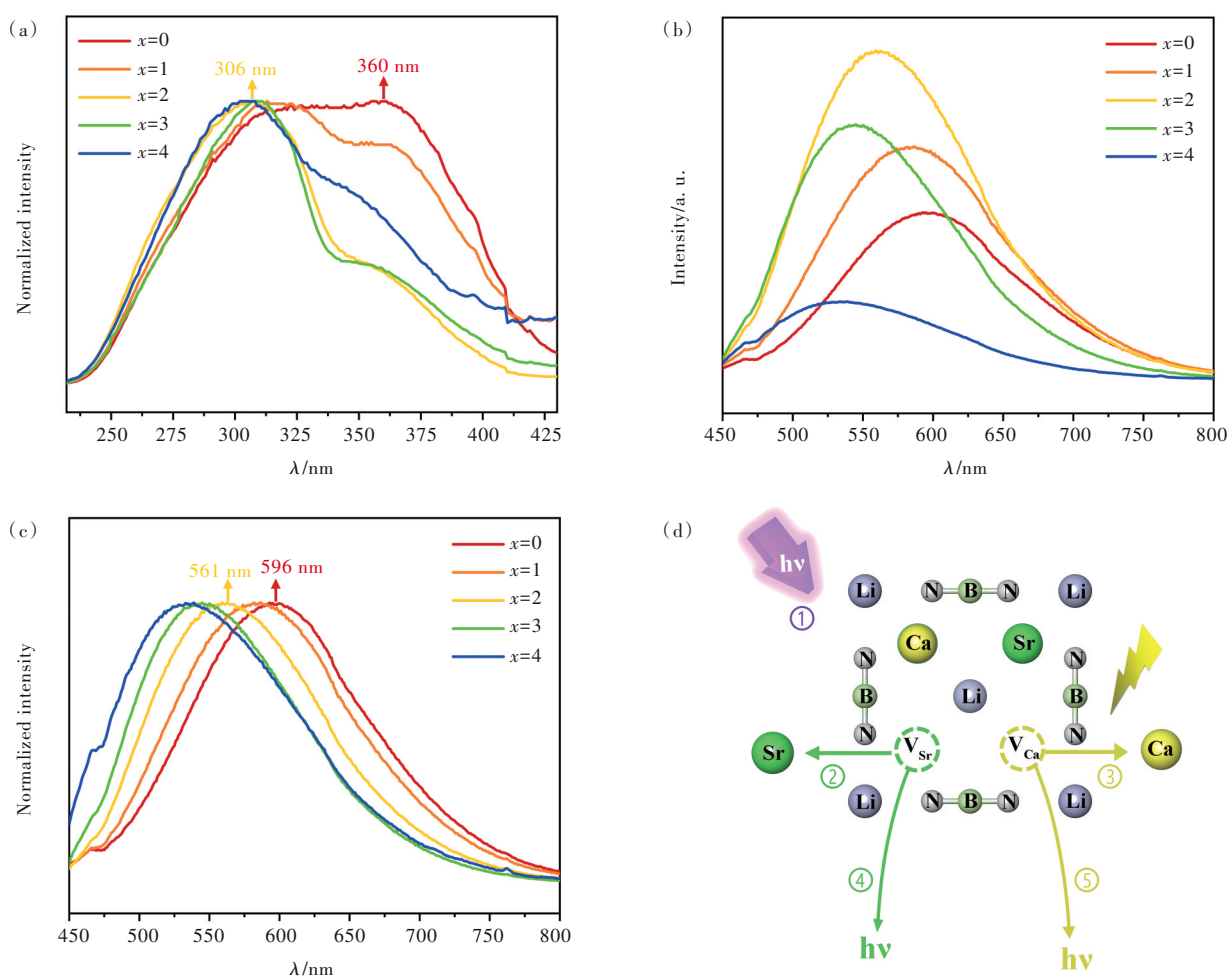 (a)
x=0
x=1
x=2
x=3
x=4
306 nm
360 nm
Normalized intensity
250 275 300 325 350 375 400 425
λ/nm
(b)
x=0
x=1
x=2
x=3
x=4
Intensity/a. u.
450 500 550 600 650 700 750 800
λ/nm
(c)
x=0
x=1
x=2
x=3
x=4
561 nm
596 nm
Normalized intensity
450 500 550 600 650 700 750 800
λ/nm
(d)
hν
①
Li N B N Li
Ca Sr
N N
B Li B
N N
Sr V_Sr V_Ca Ca
② ③
Li N B N Li
④ ⑤
hν hν